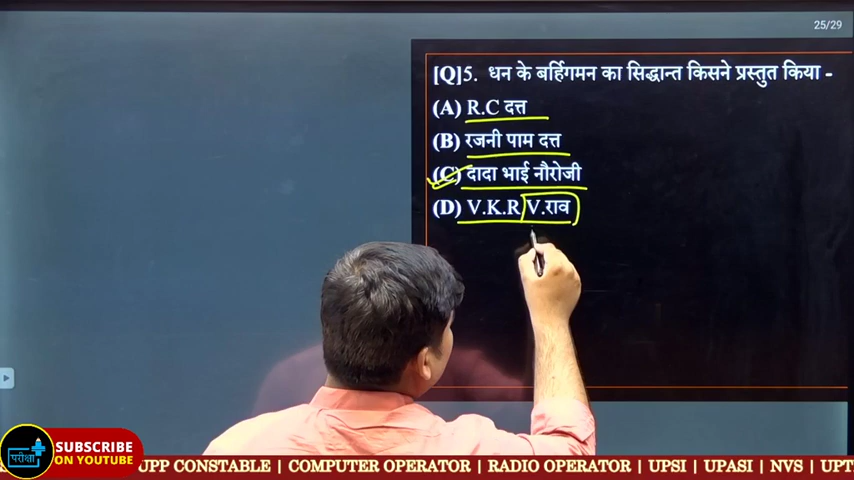 25/29
[Q]5. धन के बर्हिगमन का सिद्धान्त किसने प्रस्तुत किया -
(A) R.C दत्त
(B) रजनी पाम दत्त
(C) दादा भाई नौरोजी
(D) V.K.R V.राव
परीक्षा
SUBSCRIBE
ON YOUTUBE
UPP CONSTABLE | COMPUTER OPERATOR | RADIO OPERATOR | UPSI | UPASI | NVS | UPT